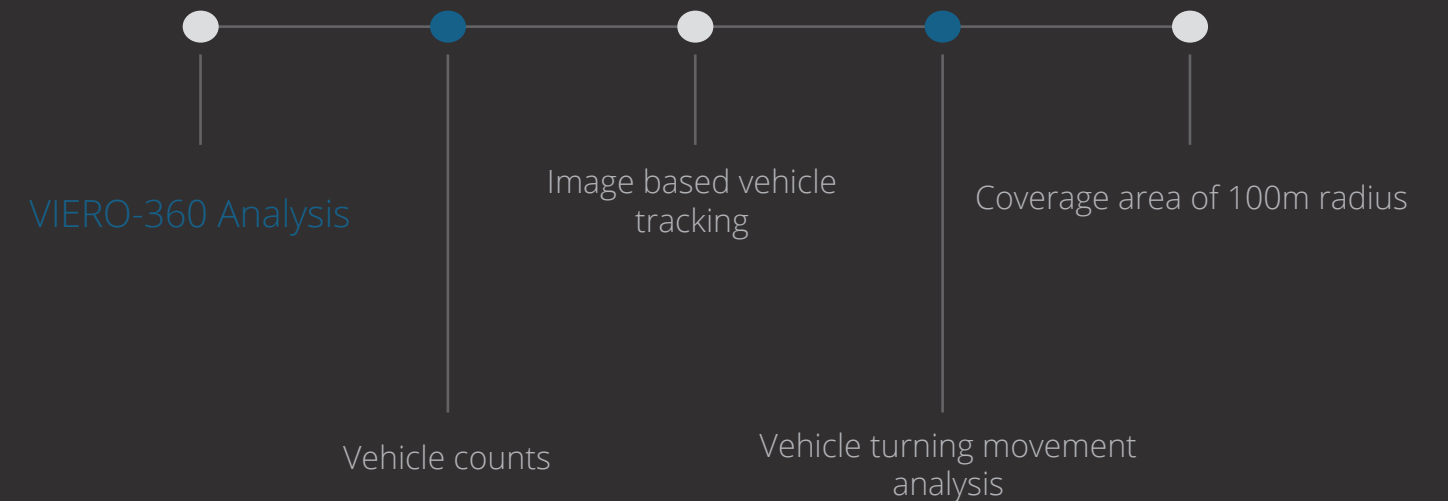 VIERO-360 Analysis
Vehicle counts
Image based vehicle
tracking
Vehicle turning movement
analysis
Coverage area of 100m radius